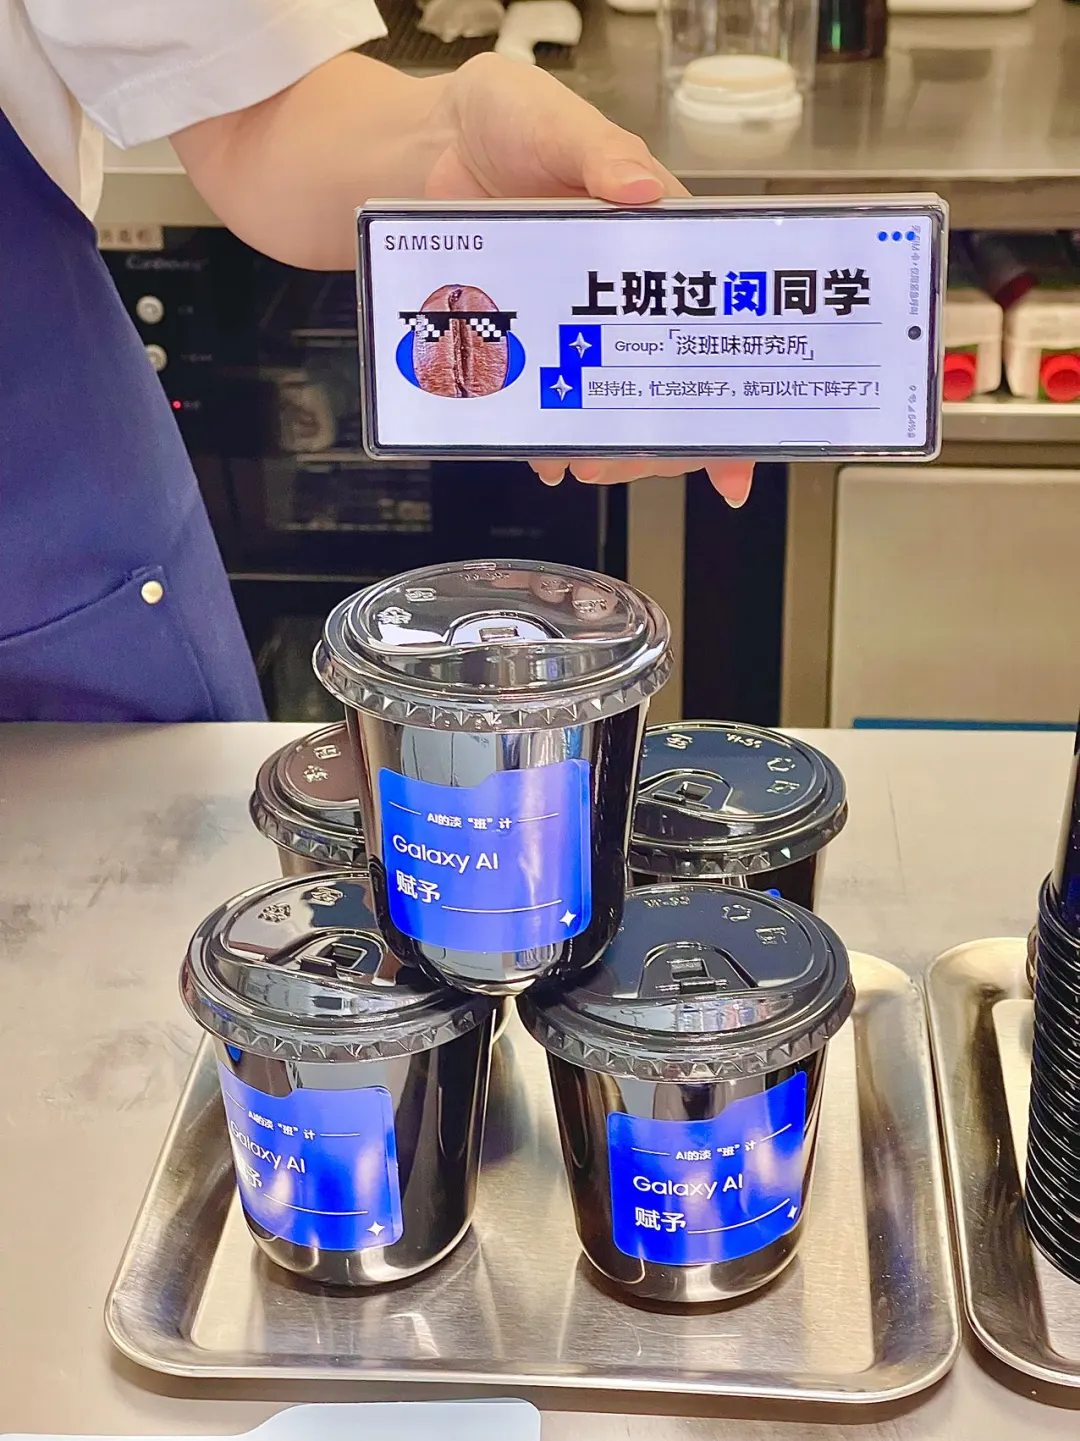 SAMSUNG
上班过闵同学
Group:「淡班味研究所」
坚持住，忙完这阵子，就可以忙下阵子了！
AI的淡“班”计
Galaxy AI
赋予
AI的淡“班”计
Galaxy AI
予
AI的淡“班”计
Galaxy AI
赋予